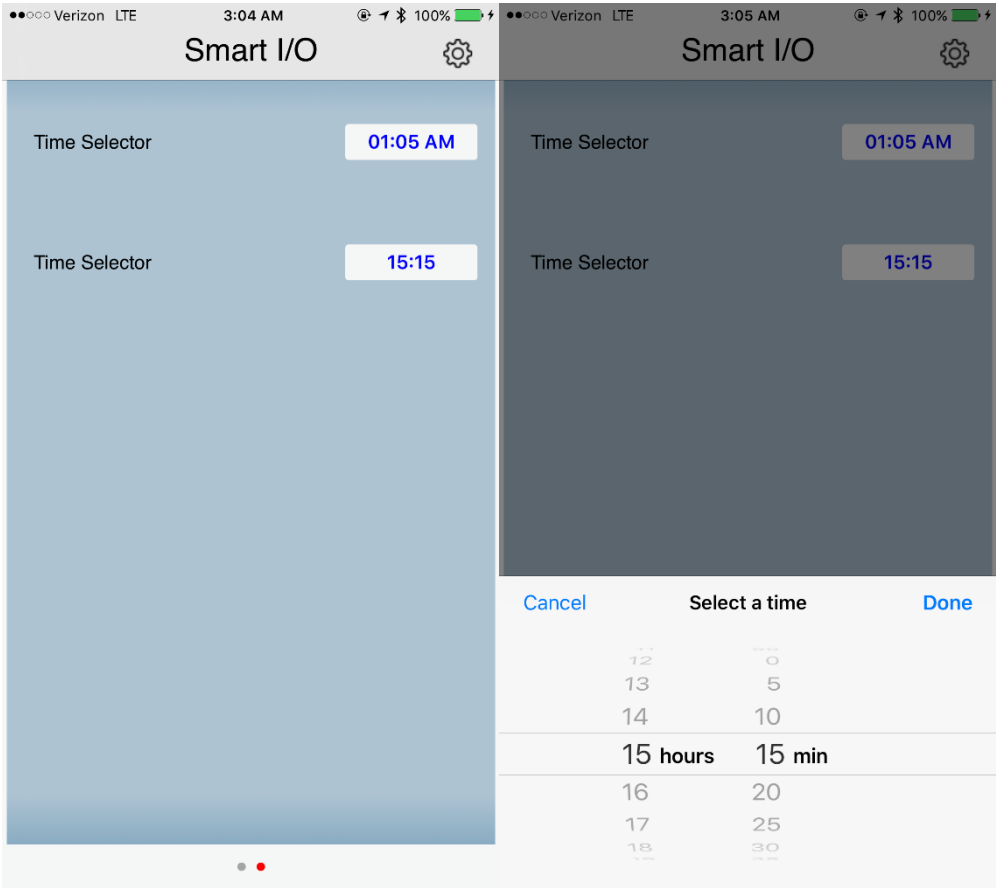 Verizon LTE 3:04 AM 100%
Smart I/O
Time Selector 01:05 AM
Time Selector 15:15
Verizon LTE 3:05 AM 100%
Smart I/O
Time Selector 01:05 AM
Time Selector 15:15
Cancel Select a time Done
12 0
13 5
14 10
15 hours 15 min
16 20
17 25
18 30